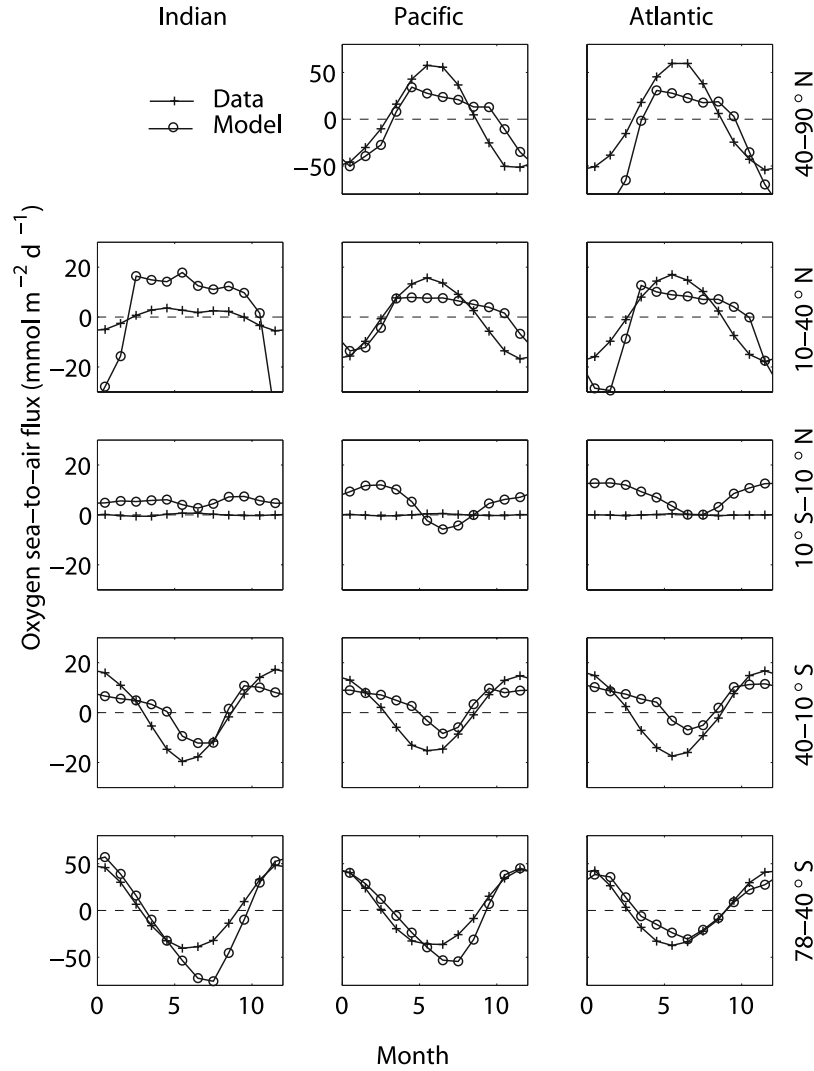 Indian Pacific Atlantic
Data
Model
50
0
−50
40−90° N
20
0
−20
10−40° N
20
0
−20
10° S−10° N
20
0
−20
40−10° S
50
0
−50
78−40° S
0 5 10 0 5 10 0 5 10
Month
Oxygen sea−to−air flux (mmol m−2 d−1)